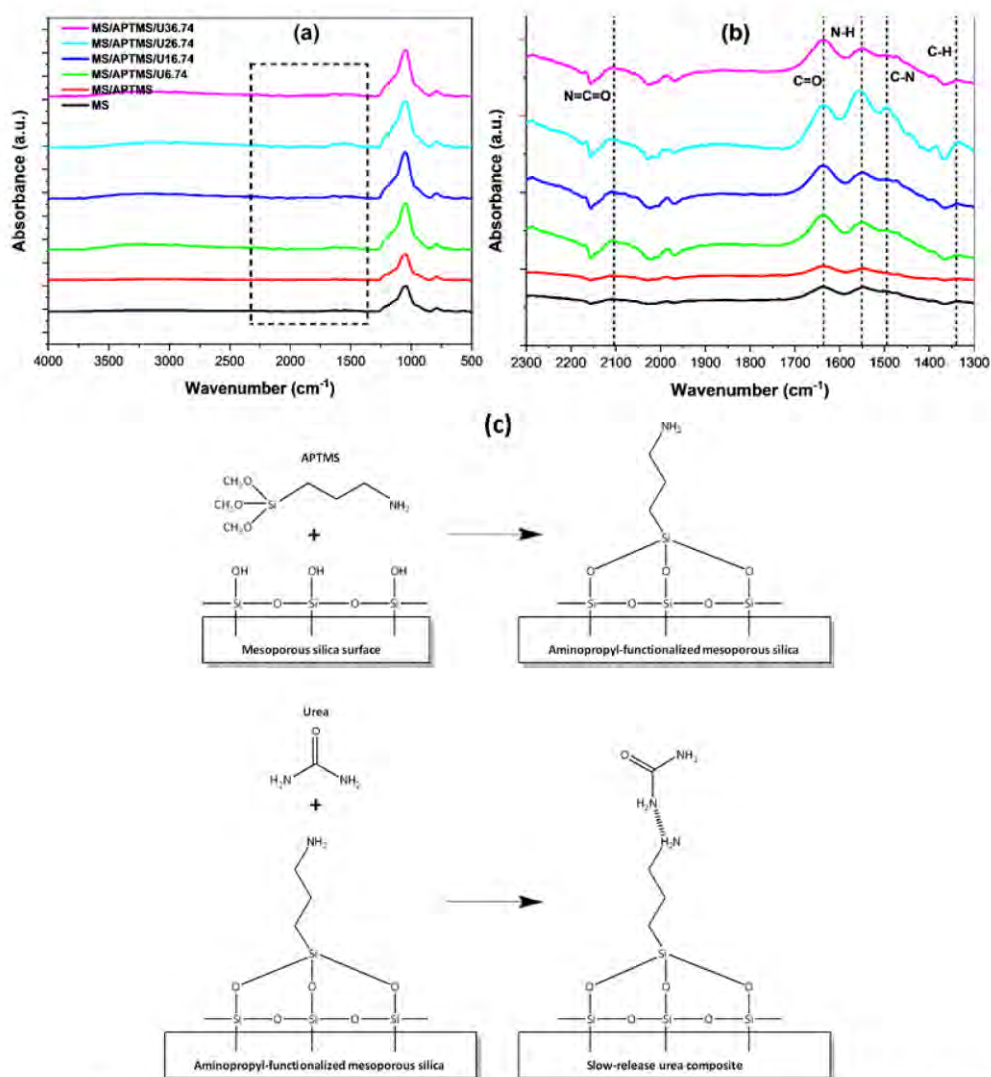 MS/APTMS/U36.74
MS/APTMS/U26.74
MS/APTMS/U16.74
MS/APTMS/U6.74
MS/APTMS
MS
(a)
Absorbance (a.u.)
4000 3500 3000 2500 2000 1500 1000 500
Wavenumber (cm⁻¹)
(b)
N-H
C-H
C=O
C-N
N=C=O
Absorbance (a.u.)
2300 2200 2100 2000 1900 1800 1700 1600 1500 1400 1300
Wavenumber (cm⁻¹)
(c)
APTMS
CH₃O
CH₃O
CH₃O
Si
NH₂
+
OH OH OH
Si O Si O Si
Mesoporous silica surface
NH₂
Si
O O O
Si O Si O Si
Aminopropyl-functionalized mesoporous silica
Urea
O
H₂N NH₂
+
NH₂
Si
O O O
Si O Si O Si
Aminopropyl-functionalized mesoporous silica
O NH₂
H₂N
H₂N
Si
O O O
Si O Si O Si
Slow-release urea composite